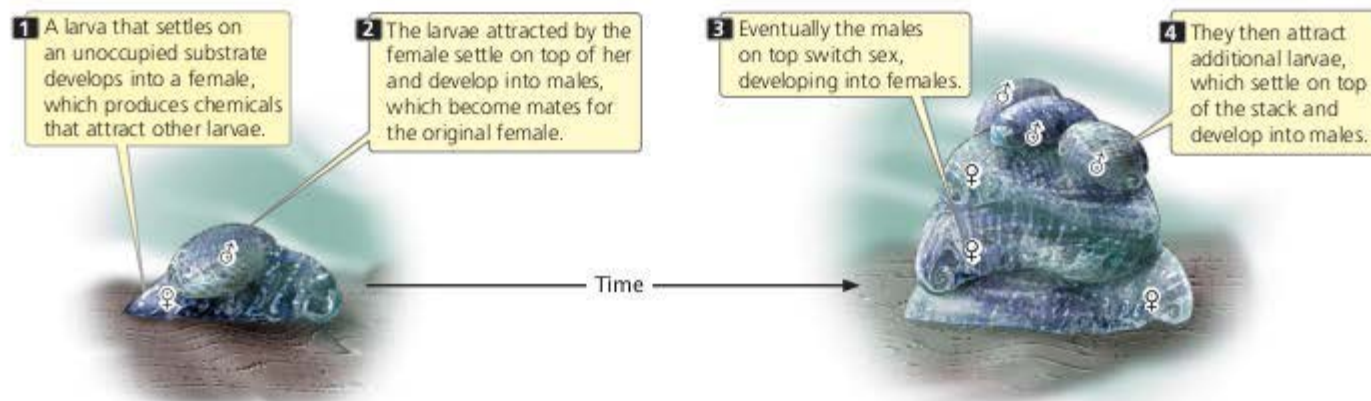 1 A larva that settles on
an unoccupied substrate
develops into a female,
which produces chemicals
that attract other larvae.
2 The larvae attracted by the
female settle on top of her
and develop into males,
which become mates for
the original female.
♂
♀
Time
3 Eventually the males
on top switch sex,
developing into females.
4 They then attract
additional larvae,
which settle on top
of the stack and
develop into males.
♂
♂
♂
♀
♀
♀